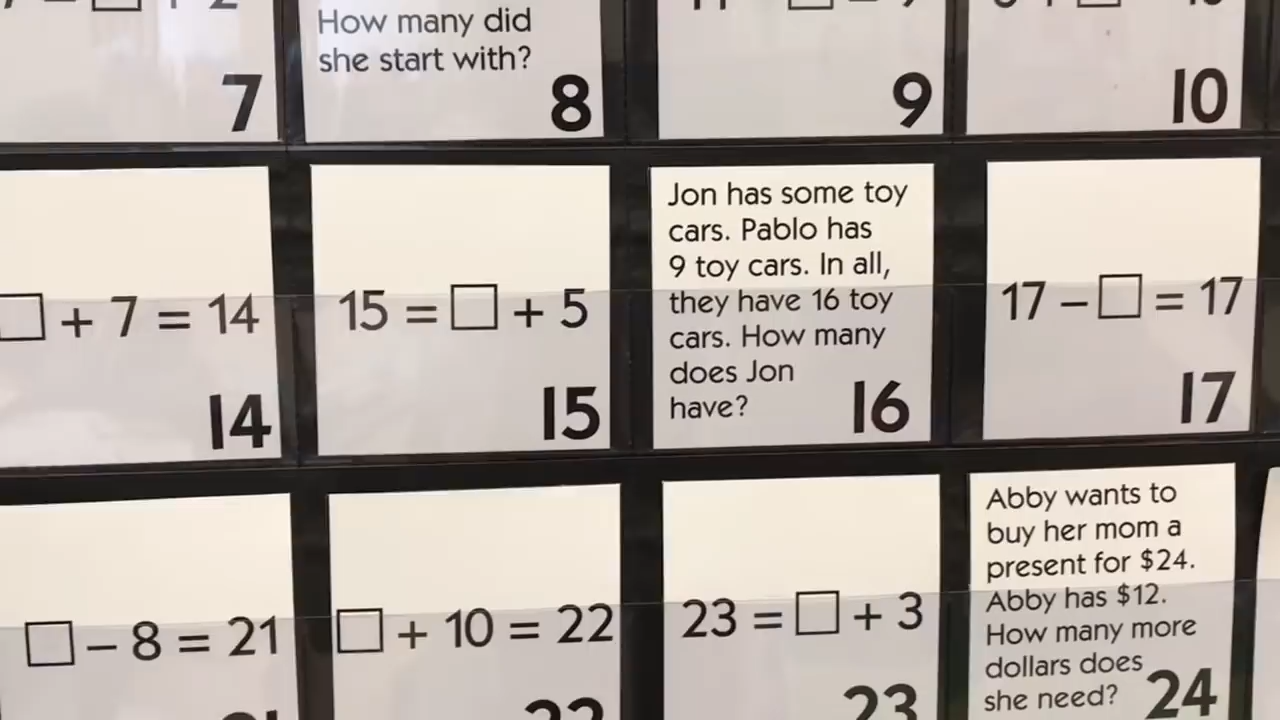 How many did
she start with?
7
8
9
10
□ + 7 = 14
14
15 = □ + 5
15
Jon has some toy
cars. Pablo has
9 toy cars. In all,
they have 16 toy
cars. How many
does Jon
have?
16
17 – □ = 17
17
□ – 8 = 21
□ + 10 = 22
22
23 = □ + 3
23
Abby wants to
buy her mom a
present for $24.
Abby has $12.
How many more
dollars does
she need?
24